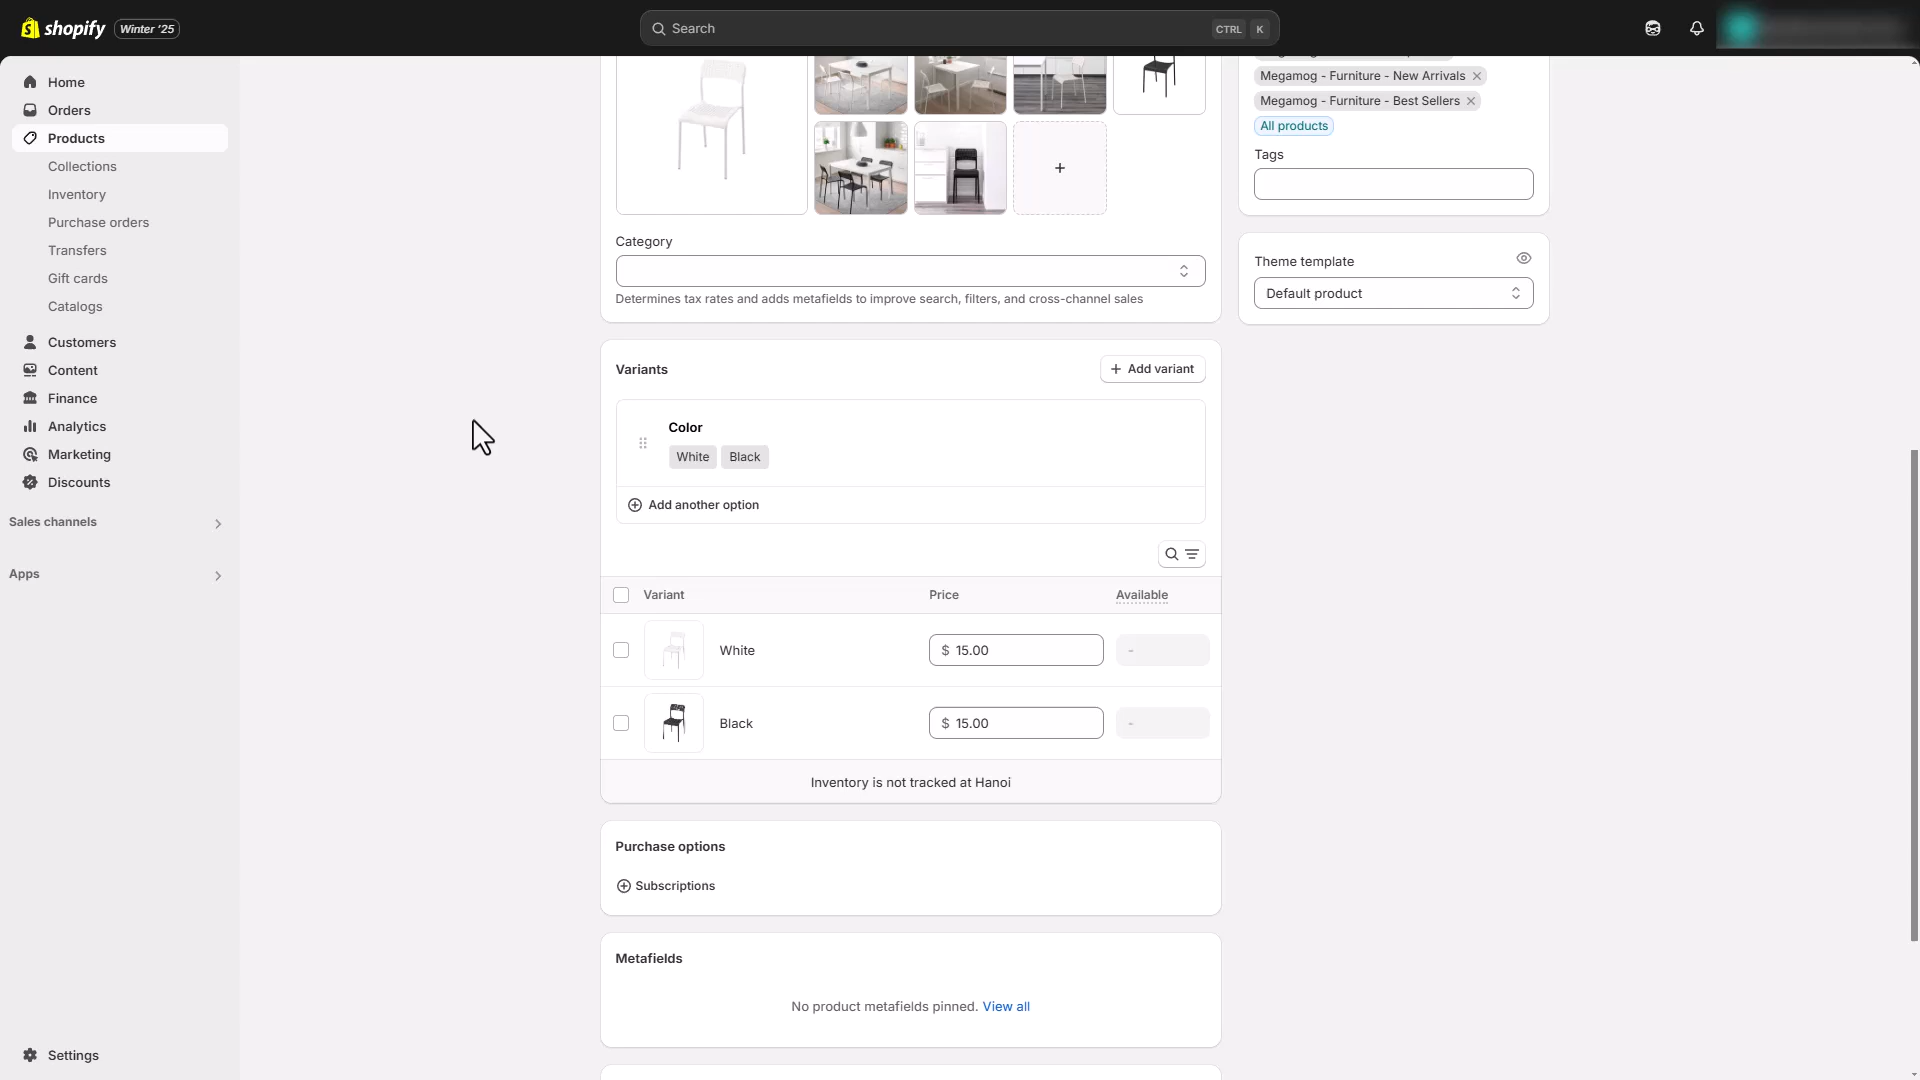 shopify Winter '25
Search CTRL K
Home
Orders
Products
Collections
Inventory
Purchase orders
Transfers
Gift cards
Catalogs
Customers
Content
Finance
Analytics
Marketing
Discounts
Sales channels
Apps
Settings
Category
Determines tax rates and adds metafields to improve search, filters, and cross-channel sales
Variants
Add variant
Color
White Black
Add another option
Variant Price Available
White $ 15.00 -
Black $ 15.00 -
Inventory is not tracked at Hanoi
Purchase options
Subscriptions
Metafields
No product metafields pinned. View all
Megamog - Furniture - New Arrivals
Megamog - Furniture - Best Sellers
All products
Tags
Theme template
Default product